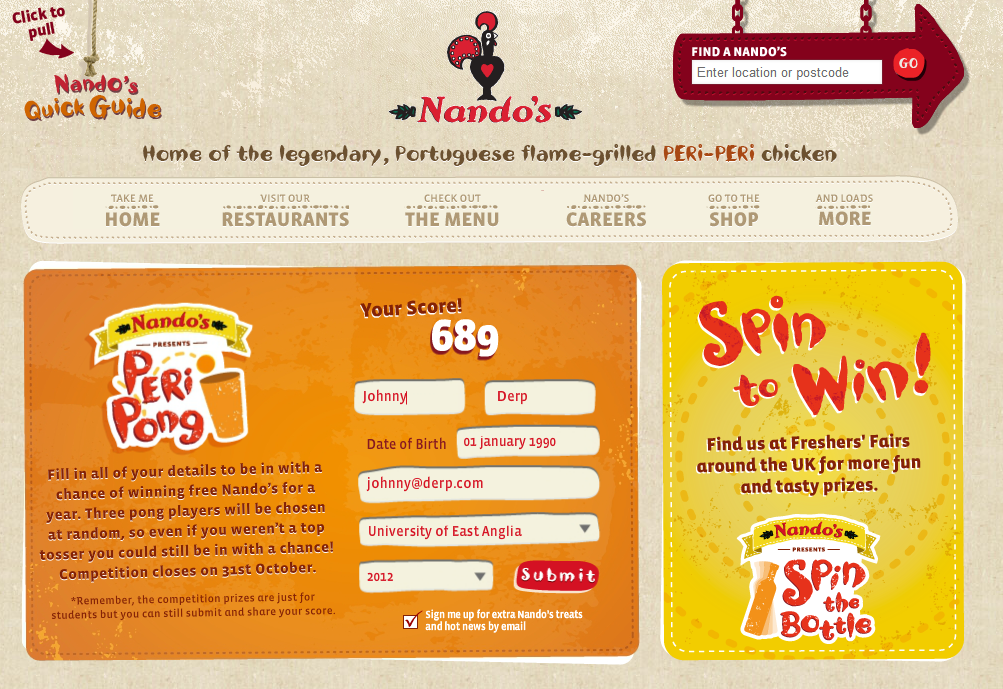 Click to
pull
Nando's
Quick Guide
Nando's
FIND A NANDO'S
Enter location or postcode
GO
Home of the legendary, Portuguese flame-grilled PERi-PERi chicken
TAKE ME
HOME
VISIT OUR
RESTAURANTS
CHECK OUT
THE MENU
NANDO'S
CAREERS
GO TO THE
SHOP
AND LOADS
MORE
Nando's
PRESENTS
PERi
Pong
Fill in all of your details to be in with a
chance of winning free Nando's for a
year. Three pong players will be chosen
at random, so even if you weren't a top
tosser you could still be in with a chance!
Competition closes on 31st October.
*Remember, the competition prizes are just for
students but you can still submit and share your score.
Your Score!
689
Johnny
Derp
Date of Birth
01 january 1990
johnny@derp.com
University of East Anglia
2012
Submit
Sign me up for extra Nando's treats
and hot news by email
Spin
to Win!
Find us at Freshers' Fairs
around the UK for more fun
and tasty prizes.
Nando's
PRESENTS
Spin
the
Bottle